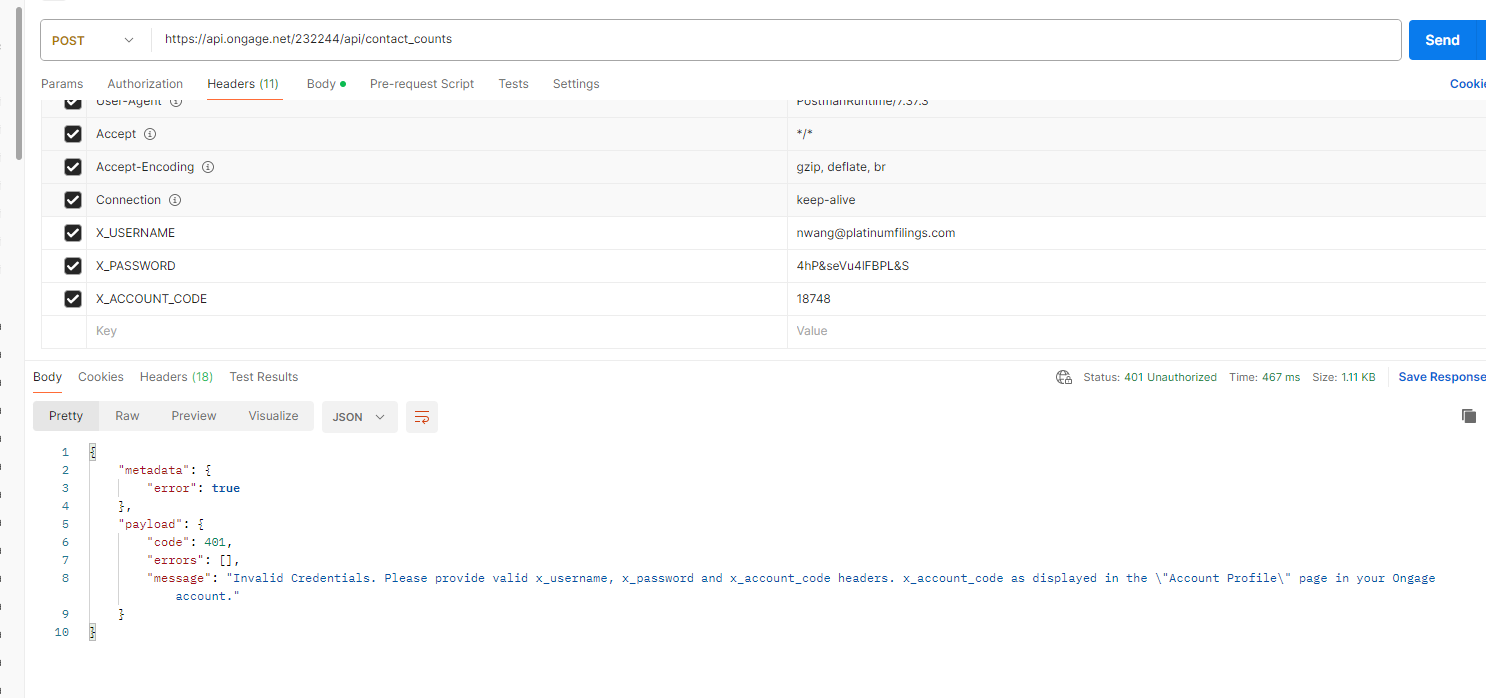 POST https://api.ongage.net/232244/api/contact_counts Send
Params Authorization Headers (11) Body Pre-request Script Tests Settings Cookie
User-Agent PostmanRuntime/7.37.3
Accept */*
Accept-Encoding gzip, deflate, br
Connection keep-alive
X_USERNAME nwang@platinumfilings.com
X_PASSWORD 4hP&seVu4lFBPL&S
X_ACCOUNT_CODE 18748
Key Value
Body Cookies Headers (18) Test Results Status: 401 Unauthorized Time: 467 ms Size: 1.11 KB Save Response
Pretty Raw Preview Visualize JSON
1 {
2 "metadata": {
3 "error": true
4 },
5 "payload": {
6 "code": 401,
7 "errors": [],
8 "message": "Invalid Credentials. Please provide valid x_username, x_password and x_account_code headers. x_account_code as displayed in the \"Account Profile\" page in your Ongage
account."
9 }
10 }